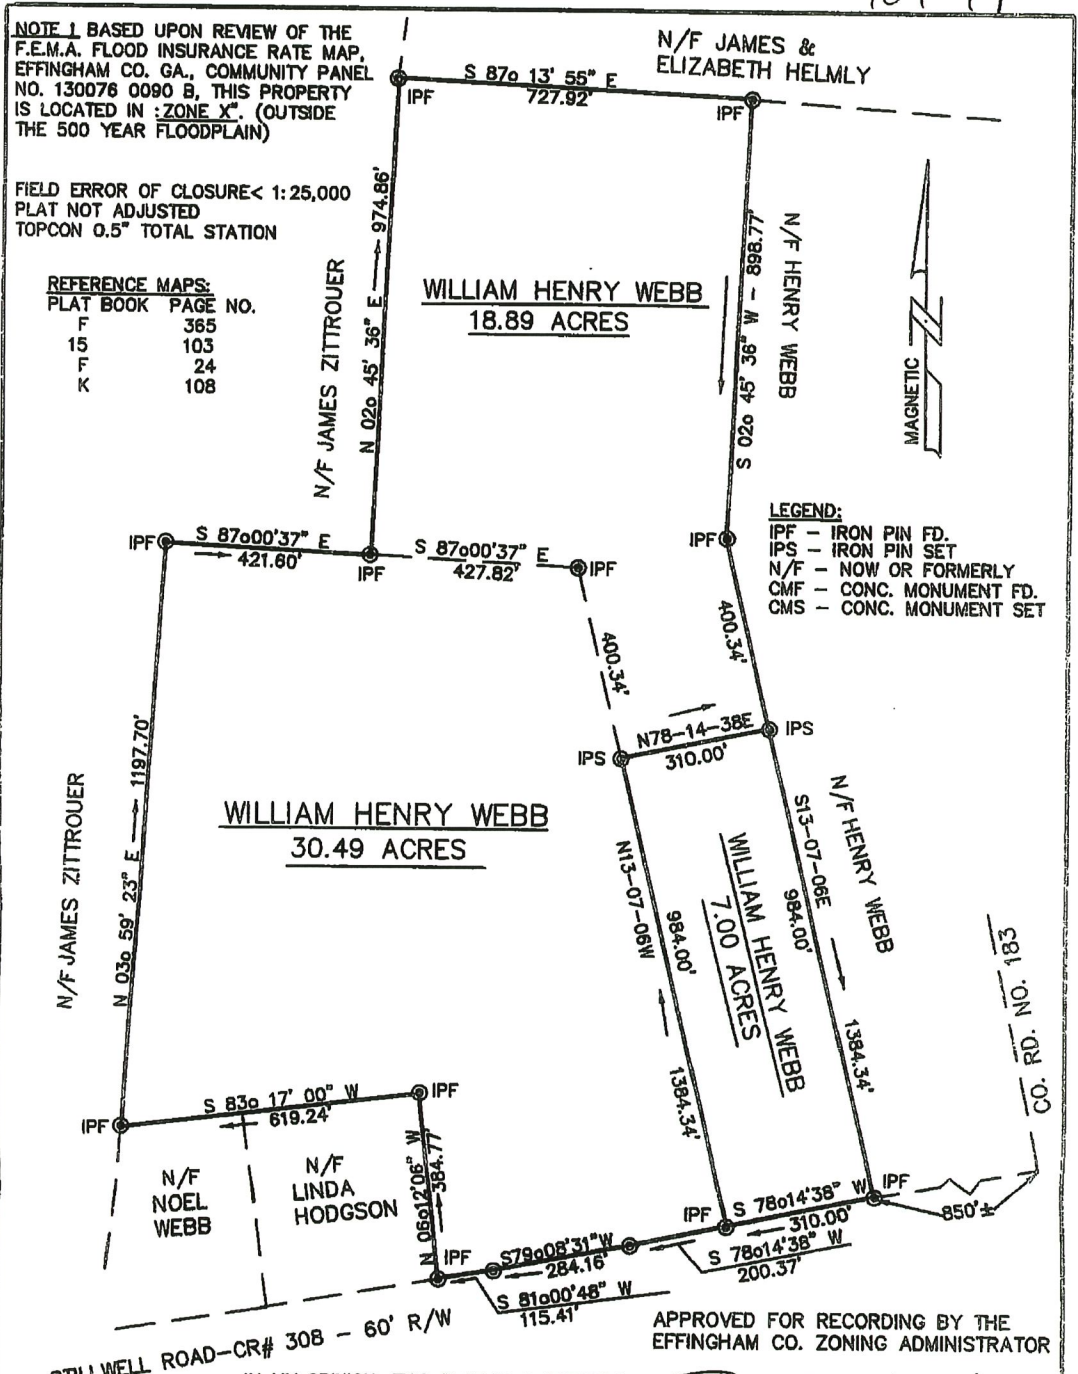 NOTE 1 BASED UPON REVIEW OF THE
F.E.M.A. FLOOD INSURANCE RATE MAP,
EFFINGHAM CO. GA., COMMUNITY PANEL
NO. 130076 0090 B, THIS PROPERTY
IS LOCATED IN :ZONE X". (OUTSIDE
THE 500 YEAR FLOODPLAIN)
FIELD ERROR OF CLOSURE< 1:25,000
PLAT NOT ADJUSTED
TOPCON 0.5" TOTAL STATION
REFERENCE MAPS:
PLAT BOOK PAGE NO.
F 365
15 103
F 24
K 108
N/F JAMES &
ELIZABETH HELMLY
S 87o 13' 55" E
727.92'
IPF
IPF
N 02o 45' 36" E
974.86'
N/F JAMES ZITTROUER
WILLIAM HENRY WEBB
18.89 ACRES
S 02o 45' 36" W - 898.77'
N/F HENRY WEBB
MAGNETIC
N
LEGEND:
IPF - IRON PIN FD.
IPS - IRON PIN SET
N/F - NOW OR FORMERLY
CMF - CONC. MONUMENT FD.
CMS - CONC. MONUMENT SET
IPF
S 87o00'37" E
421.60'
IPF
S 87o00'37" E
427.82'
IPF
IPF
400.34'
400.34'
IPS
N78-14-38E
310.00'
IPS
N 03o 59' 23" E
1197.70'
N/F JAMES ZITTROUER
WILLIAM HENRY WEBB
30.49 ACRES
N13-07-06W
984.00'
1384.34'
WILLIAM HENRY WEBB
7.00 ACRES
S13-07-06E
984.00'
1384.34'
N/F HENRY WEBB
CO. RD. NO. 183
IPF
S 83o 17' 00" W
619.24'
IPF
N/F
NOEL
WEBB
N/F
LINDA
HODGSON
N 06o12'06" W
384.77'
IPF
S79o08'31"W
284.16'
S 81o00'48" W
115.41'
IPF
S 78o14'38" W
310.00'
IPF
S 78o14'38" W
200.37'
850'±
STILLWELL ROAD-CR# 308 - 60' R/W
APPROVED FOR RECORDING BY THE
EFFINGHAM CO. ZONING ADMINISTRATOR